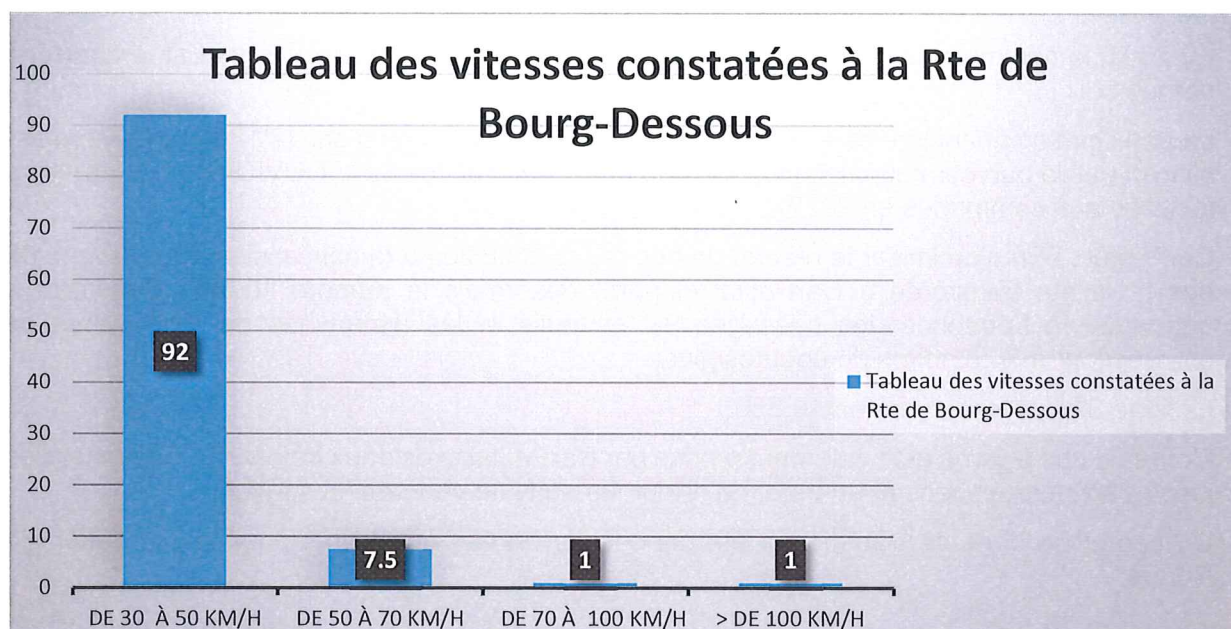 Tableau des vitesses constatées à la Rte de
Bourg-Dessous
100
90
80
70
60
50
40
30
20
10
0
92
7.5
1
1
Tableau des vitesses constatées à la
Rte de Bourg-Dessous
DE 30 À 50 KM/H
DE 50 À 70 KM/H
DE 70 À 100 KM/H
> DE 100 KM/H